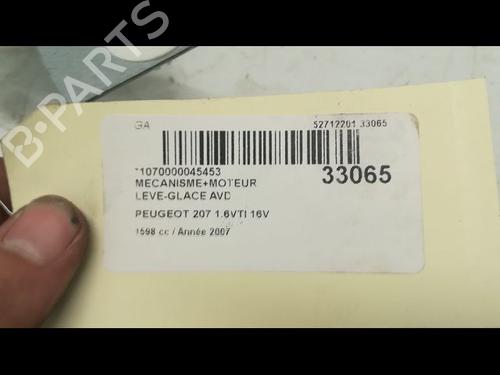 GA
52712201 33065
*1070000045453
33065
MECANISME+MOTEUR
LEVE-GLACE AVD
PEUGEOT 207 1.6VTI 16V
1598 cc / Année 2007
B-PARTS